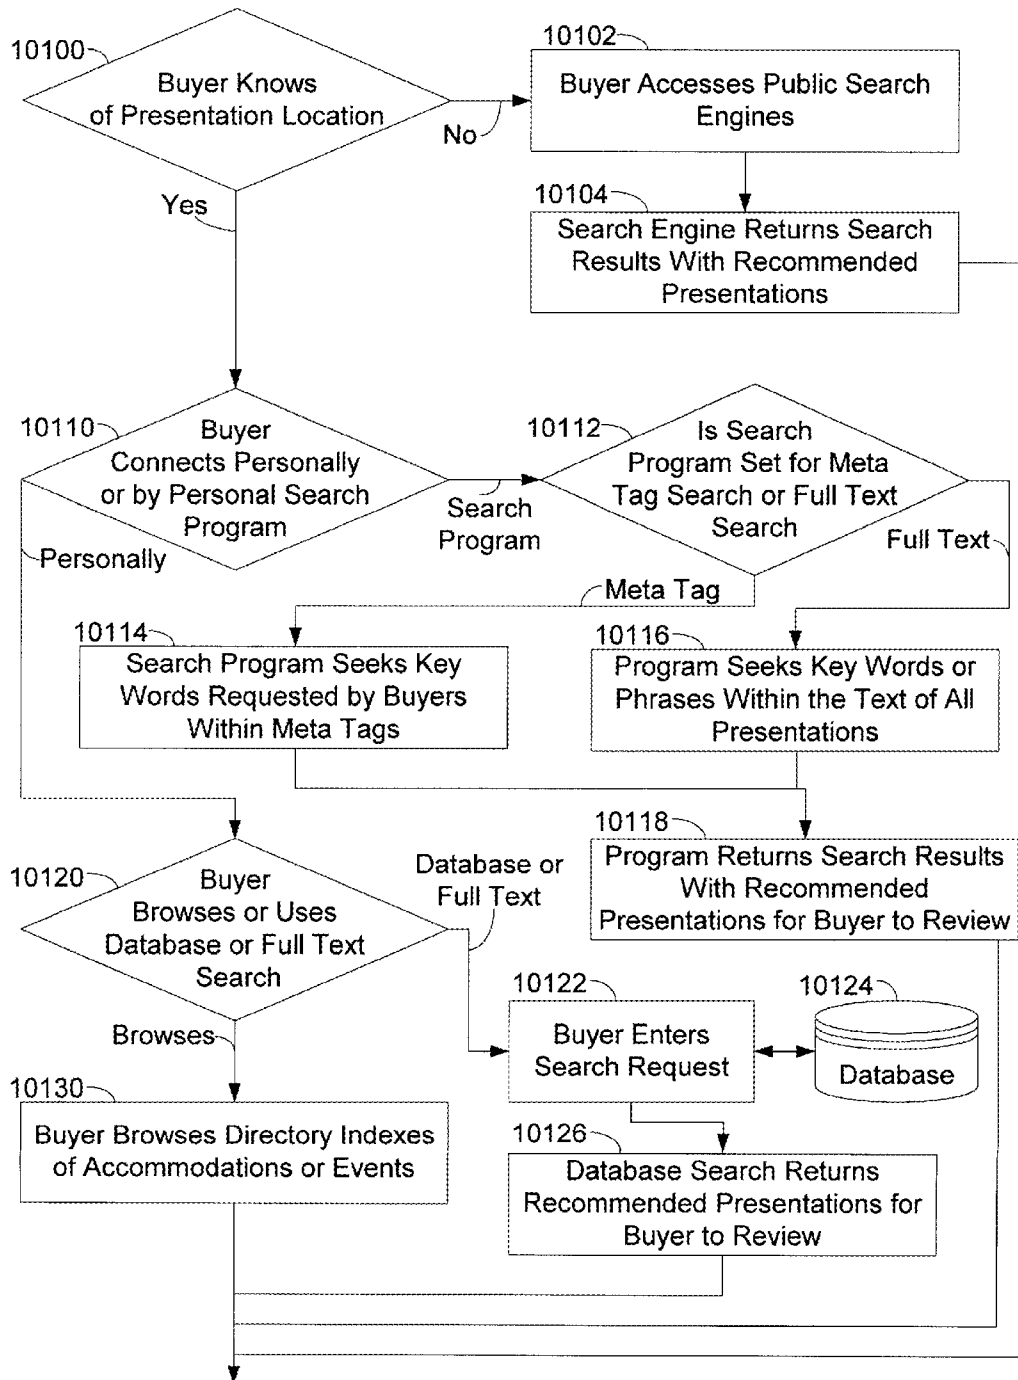 10100
Buyer Knows
of Presentation Location
No
Yes
10102
Buyer Accesses Public Search
Engines
10104
Search Engine Returns Search
Results With Recommended
Presentations
10110
Buyer
Connects Personally
or by Personal Search
Program
Search
Program
Personally
10112
Is Search
Program Set for Meta
Tag Search or Full Text
Search
Full Text
Meta Tag
10114
Search Program Seeks Key
Words Requested by Buyers
Within Meta Tags
10116
Program Seeks Key Words or
Phrases Within the Text of All
Presentations
10118
Program Returns Search Results
With Recommended
Presentations for Buyer to Review
10120
Buyer
Browses or Uses
Database or Full Text
Search
Database or
Full Text
Browses
10122
Buyer Enters
Search Request
10124
Database
10126
Database Search Returns
Recommended Presentations for
Buyer to Review
10130
Buyer Browses Directory Indexes
of Accommodations or Events